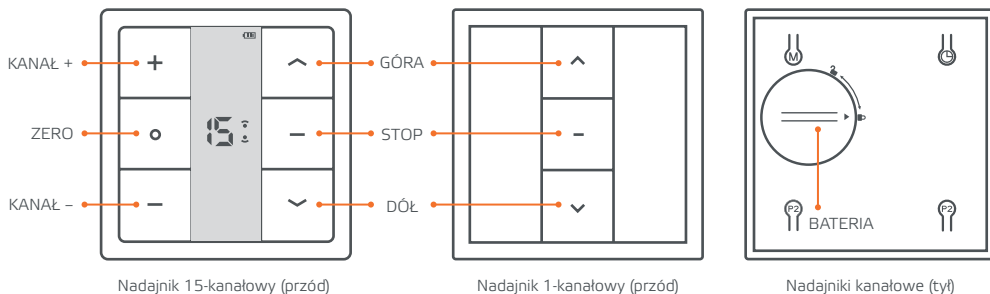 KANAŁ +
ZERO
KANAŁ –
15
GÓRA
STOP
DÓŁ
M
2
P2
P2
BATERIA
Nadajnik 15-kanałowy (przód)
Nadajnik 1-kanałowy (przód)
Nadajniki kanałowe (tył)